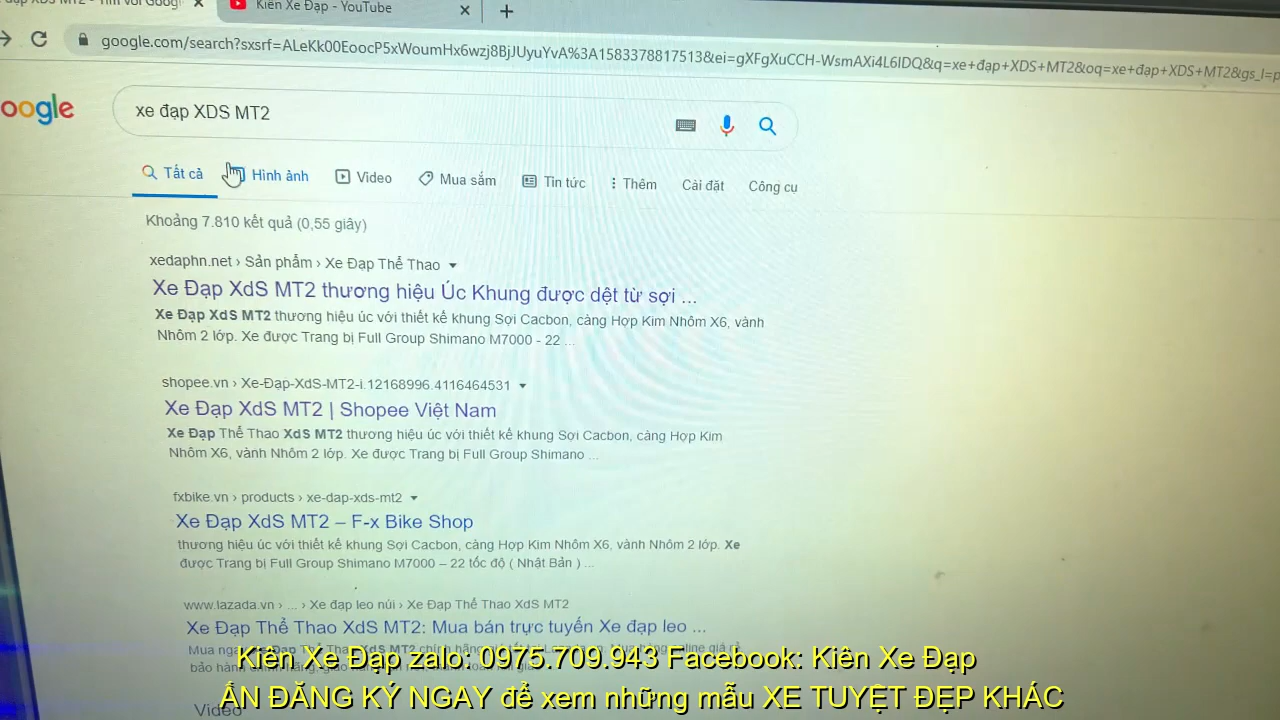 Kiên Xe Đạp - YouTube
google.com/search?sxsrf=ALeKk00EoocP5xWoumHx6wzj8BjJUyuYvA%3A1583378817513&ei=gXFgXuCCH-WsmAXi4L6IDQ&q=xe+đạp+XDS+MT2&oq=xe+đạp+XDS+MT2&gs_l=p
oogle
xe đạp XDS MT2
Tất cả Hình ảnh Video Mua sắm Tin tức Thêm Cài đặt Công cụ
Khoảng 7.810 kết quả (0,55 giây)
xedaphn.net › Sản phẩm › Xe Đạp Thể Thao
Xe Đạp XdS MT2 thương hiệu Úc Khung được dệt từ sợi ...
Xe Đạp XdS MT2 thương hiệu úc với thiết kế khung Sợi Cacbon, càng Hợp Kim Nhôm X6, vành
Nhôm 2 lớp. Xe được Trang bị Full Group Shimano M7000 - 22 ...
shopee.vn › Xe-Đạp-XdS-MT2-i.12168996.4116464531
Xe Đạp XdS MT2 | Shopee Việt Nam
Xe Đạp Thể Thao XdS MT2 thương hiệu úc với thiết kế khung Sợi Cacbon, càng Hợp Kim
Nhôm X6, vành Nhôm 2 lớp. Xe được Trang bị Full Group Shimano ...
fxbike.vn › products › xe-dap-xds-mt2
Xe Đạp XdS MT2 – F-x Bike Shop
thương hiệu úc với thiết kế khung Sợi Cacbon, càng Hợp Kim Nhôm X6, vành Nhôm 2 lớp. Xe
được Trang bị Full Group Shimano M7000 – 22 tốc độ ( Nhật Bản ) ...
www.lazada.vn › ... › Xe đạp leo núi › Xe Đạp Thể Thao XdS MT2
Xe Đạp Thể Thao XdS MT2: Mua bán trực tuyến Xe đạp leo ...
Kiên Xe Đạp zalo: 0975.709.943 Facebook: Kiên Xe Đạp
ẤN ĐĂNG KÝ NGAY để xem những mẫu XE TUYỆT ĐẸP KHÁC
Video